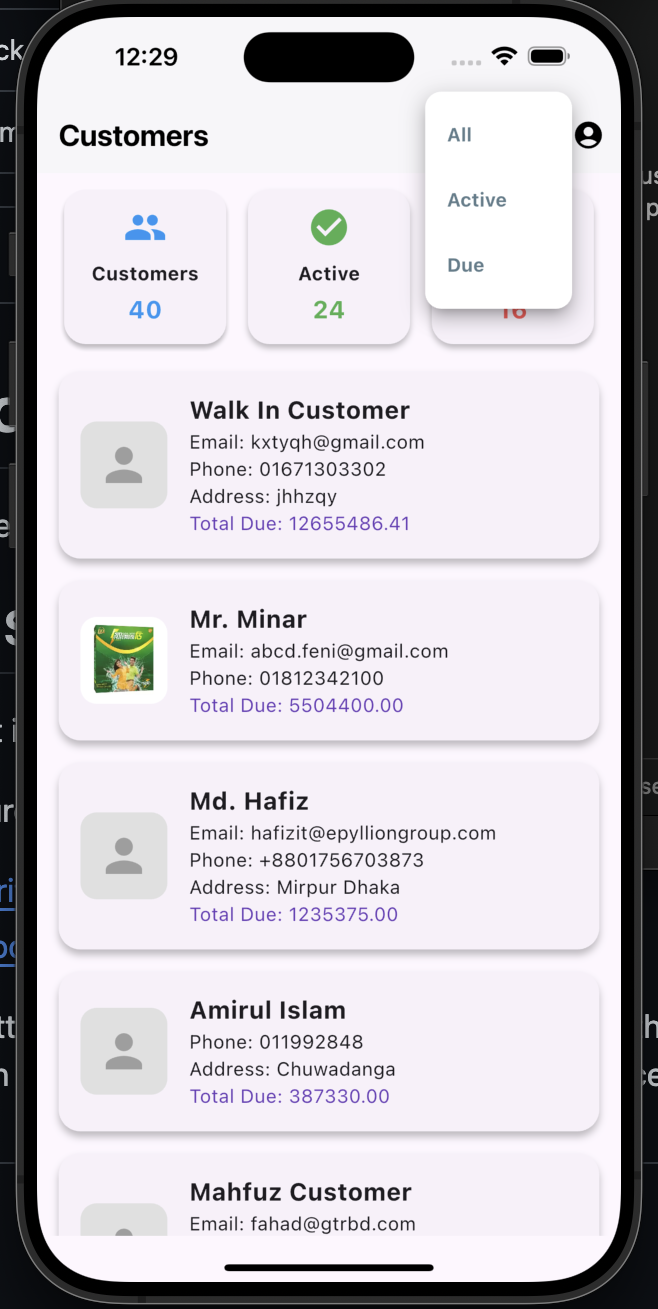 12:29
Customers
All
Active
Due
Customers
40
Active
24
16
Walk In Customer
Email: kxtyqh@gmail.com
Phone: 01671303302
Address: jhhzqy
Total Due: 12655486.41
Mr. Minar
Email: abcd.feni@gmail.com
Phone: 01812342100
Total Due: 5504400.00
Md. Hafiz
Email: hafizit@epylliongroup.com
Phone: +8801756703873
Address: Mirpur Dhaka
Total Due: 1235375.00
Amirul Islam
Phone: 011992848
Address: Chuwadanga
Total Due: 387330.00
Mahfuz Customer
Email: fahad@gtrbd.com